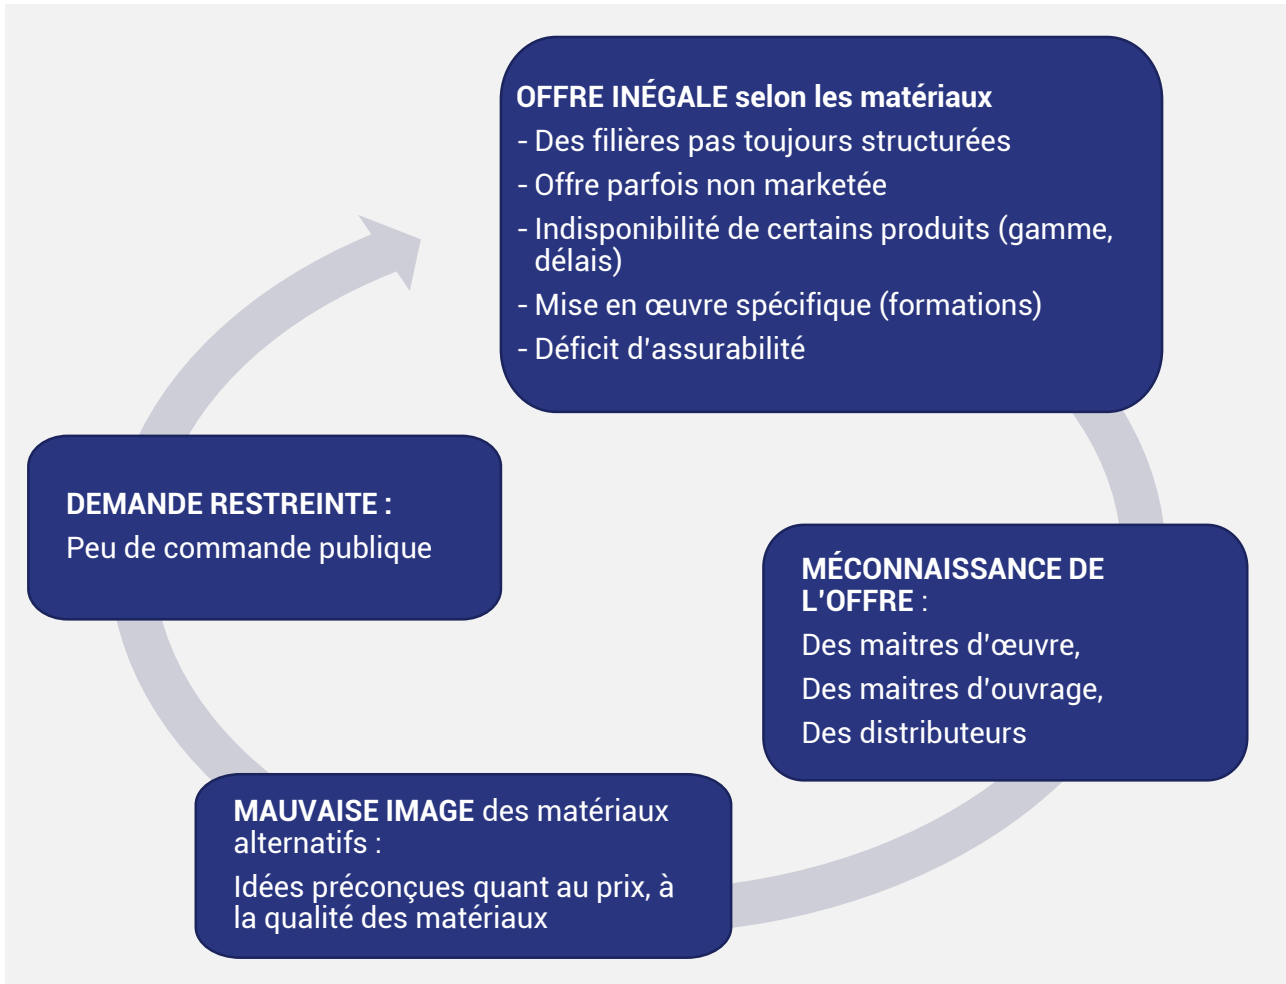 OFFRE INÉGALE selon les matériaux
- Des filières pas toujours structurées
- Offre parfois non marketée
- Indisponibilité de certains produits (gamme,
délais)
- Mise en œuvre spécifique (formations)
- Déficit d'assurabilité
MÉCONNAISSANCE DE
L'OFFRE :
Des maitres d'œuvre,
Des maitres d'ouvrage,
Des distributeurs
MAUVAISE IMAGE des matériaux
alternatifs :
Idées préconçues quant au prix, à
la qualité des matériaux
DEMANDE RESTREINTE :
Peu de commande publique